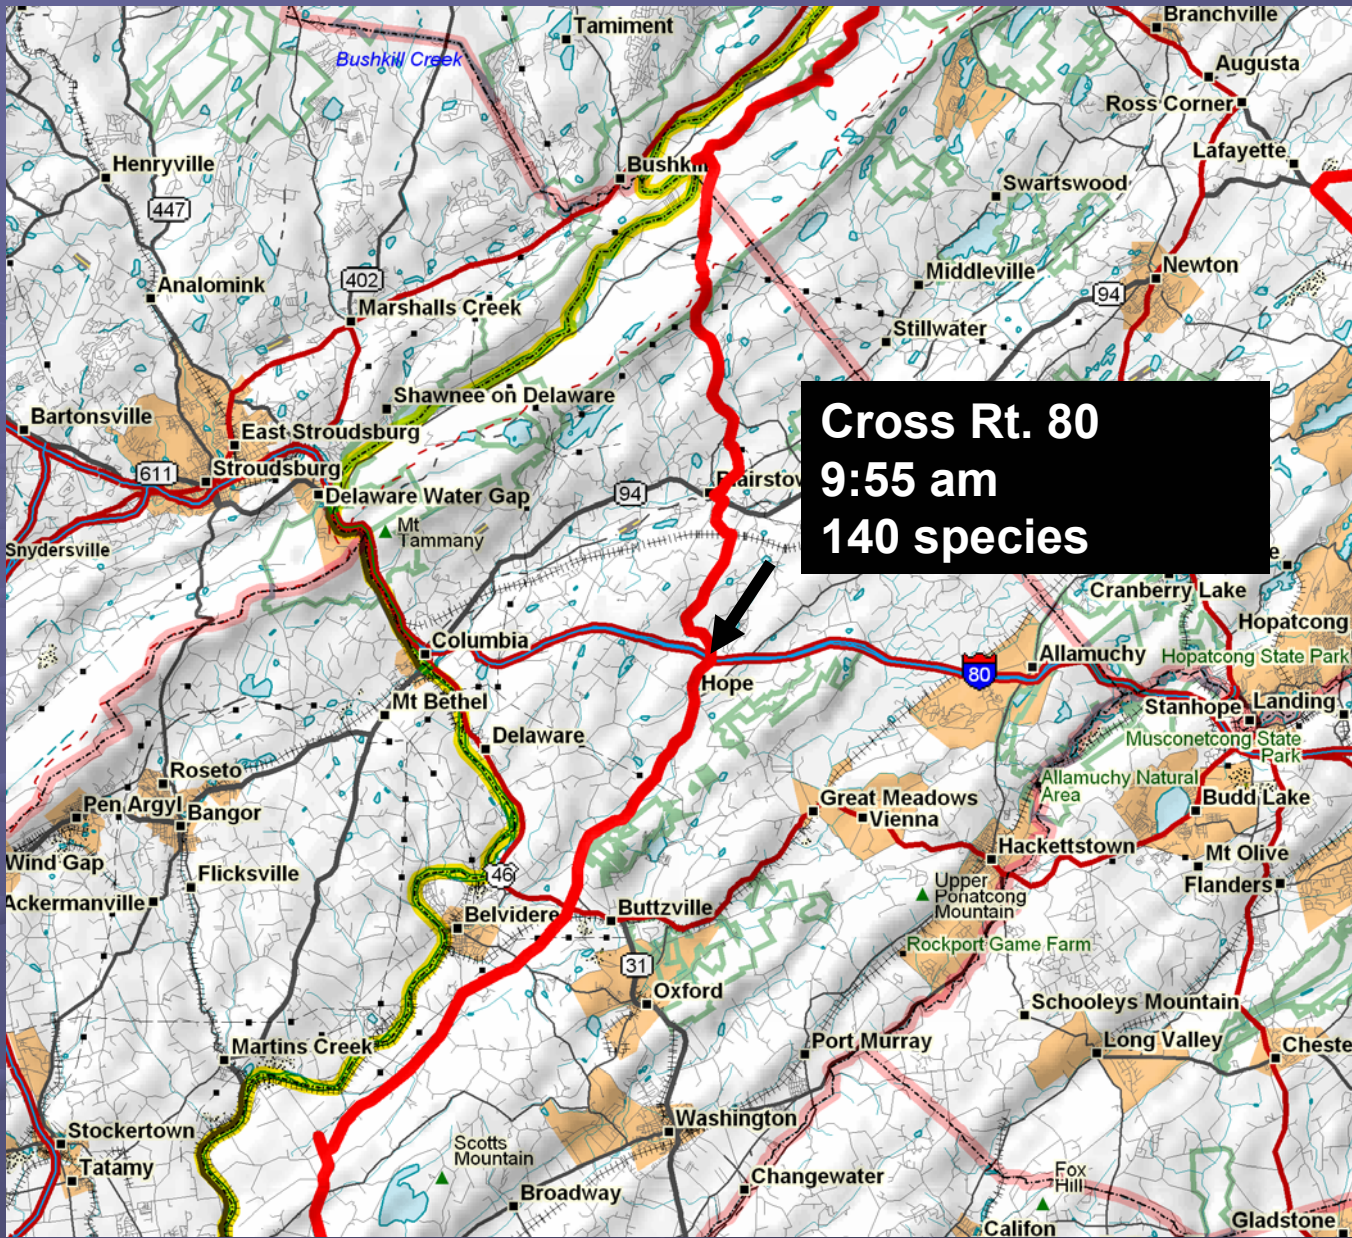 Tamiment
Branchville
Bushkill Creek
Augusta
Ross Corner
Lafayette
Henryville
Bushkill
Swartswood
447
Newton
Middleville
402
Analomink
94
Marshalls Creek
Stillwater
Shawnee on Delaware
Bartonsville
East Stroudsburg
Cross Rt. 80
9:55 am
140 species
Stroudsburg
611
Delaware Water Gap
94
Mt
Tammany
Snydersville
Cranberry Lake
Hopatcong
Columbia
Allamuchy
Hopatcong State Park
80
Hope
Mt Bethel
Stanhope
Landing
Delaware
Musconetcong State
Park
Roseto
Allamuchy Natural
Area
Pen Argyl
Bangor
Great Meadows
Vienna
Budd Lake
Hackettstown
Mt Olive
Wind Gap
Flicksville
46
Flanders
Ackermanville
Upper
Ponatcong
Mountain
Belvidere
Buttzville
Rockport Game Farm
31
Oxford
Schooleys Mountain
Martins Creek
Port Murray
Long Valley
Cheste
Washington
Stockertown
Tatamy
Scotts
Mountain
Changewater
Fox
Hill
Broadway
Califon
Gladstone